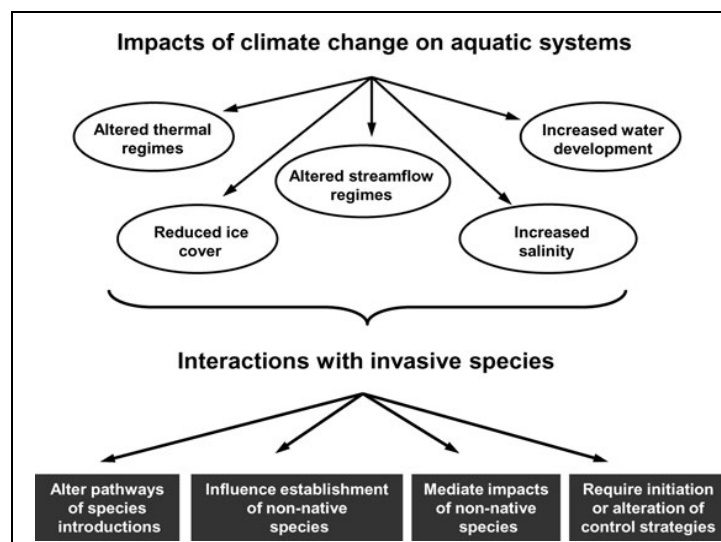 Impacts of climate change on aquatic systems
Altered thermal
regimes
Increased water
development
Altered streamflow
regimes
Reduced ice
cover
Increased
salinity
Interactions with invasive species
Alter pathways
of species
introductions
Influence establishment
of non-native
species
Mediate impacts
of non-native
species
Require initiation
or alteration of
control strategies